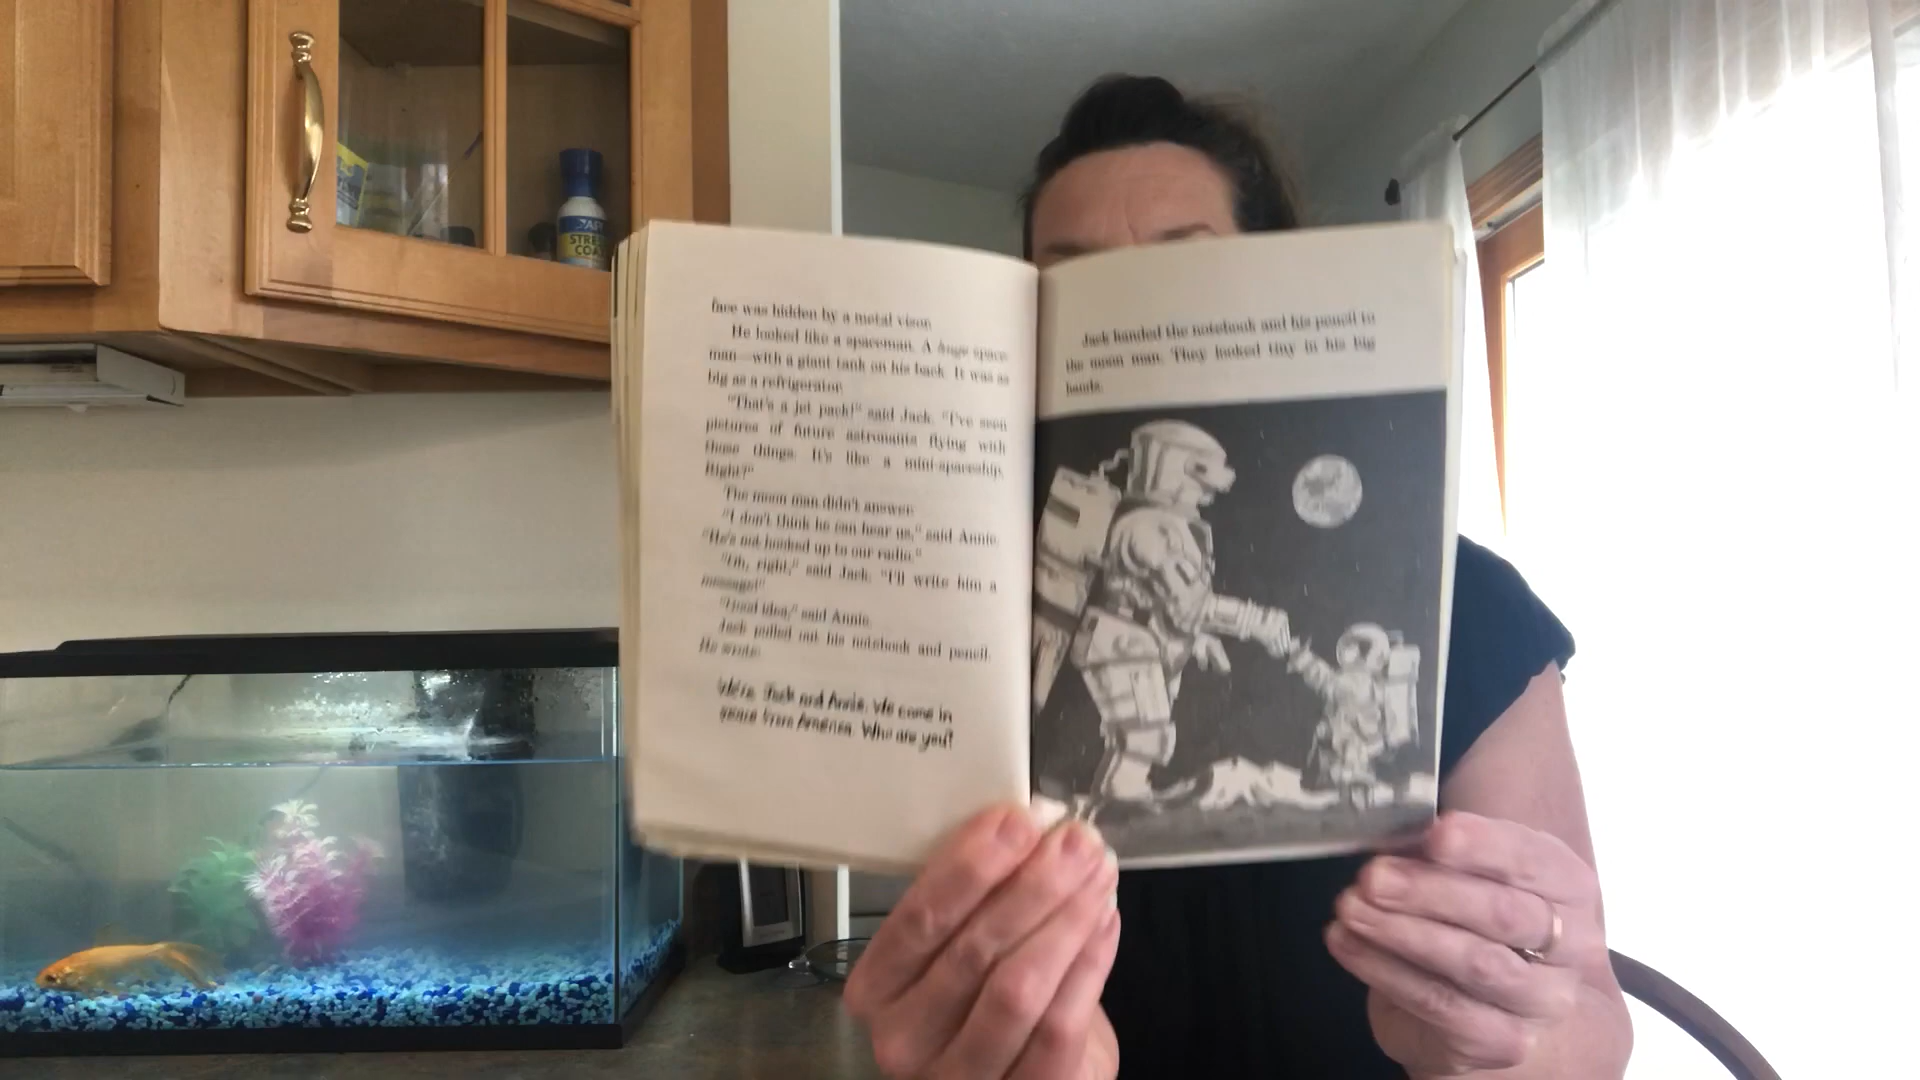 API
STRESS
COAT
face was hidden by a metal visor.
He looked like a spaceman. A huge space-
man—with a giant tank on his back. It was as
big as a refrigerator.
"That's a jet pack!" said Jack. "I've seen
pictures of future astronauts flying with
those things. It's like a mini-spaceship.
Right?"
The moon man didn't answer.
"I don't think he can hear us," said Annie.
"He's not hooked up to our radio."
"Oh, right," said Jack. "I'll write him a
message!"
"Good idea," said Annie.
Jack pulled out his notebook and pencil.
He wrote:
We're Jack and Annie. We come in
peace from America. Who are you?
Jack handed the notebook and his pencil to
the moon man. They looked tiny in his big
hands.